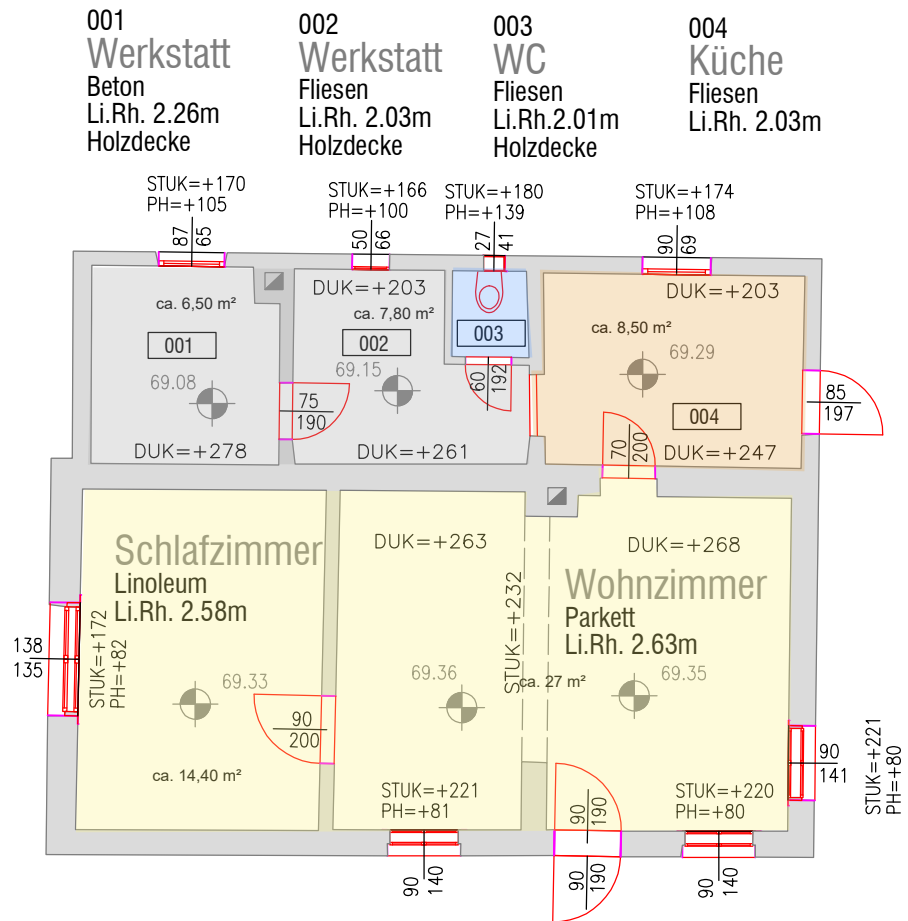 001
Werkstatt
Beton
Li.Rh. 2.26m
Holzdecke
002
Werkstatt
Fliesen
Li.Rh. 2.03m
Holzdecke
003
WC
Fliesen
Li.Rh.2.01m
Holzdecke
004
Küche
Fliesen
Li.Rh. 2.03m
STUK=+170
PH=+105
87
65
STUK=+166
PH=+100
50
66
STUK=+180
PH=+139
27
41
STUK=+174
PH=+108
90
69
ca. 6,50 m²
001
69.08
DUK=+278
75
190
DUK=+203
ca. 7,80 m²
002
69.15
DUK=+261
003
60
192
DUK=+203
ca. 8,50 m²
69.29
004
DUK=+247
70
200
85
197
Schlafzimmer
Linoleum
Li.Rh. 2.58m
138
135
STUK=+172
PH=+82
69.33
ca. 14,40 m²
90
200
DUK=+263
69.36
STUK=+221
PH=+81
90
140
STUK=+232
DUK=+268
Wohnzimmer
Parkett
Li.Rh. 2.63m
ca. 27 m²
69.35
90
190
90
190
STUK=+220
PH=+80
90
140
90
141
STUK=+221
PH=+80